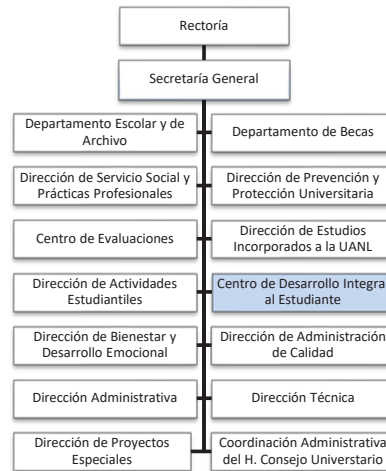 Rectoría
Secretaría General
Departamento Escolar y de
Archivo
Departamento de Becas
Dirección de Servicio Social y
Prácticas Profesionales
Dirección de Prevención y
Protección Universitaria
Centro de Evaluaciones
Dirección de Estudios
Incorporados a la UANL
Dirección de Actividades
Estudiantiles
Centro de Desarrollo Integral
al Estudiante
Dirección de Bienestar y
Desarrollo Emocional
Dirección de Administración
de Calidad
Dirección Administrativa
Dirección Técnica
Dirección de Proyectos
Especiales
Coordinación Administrativa
del H. Consejo Universtario